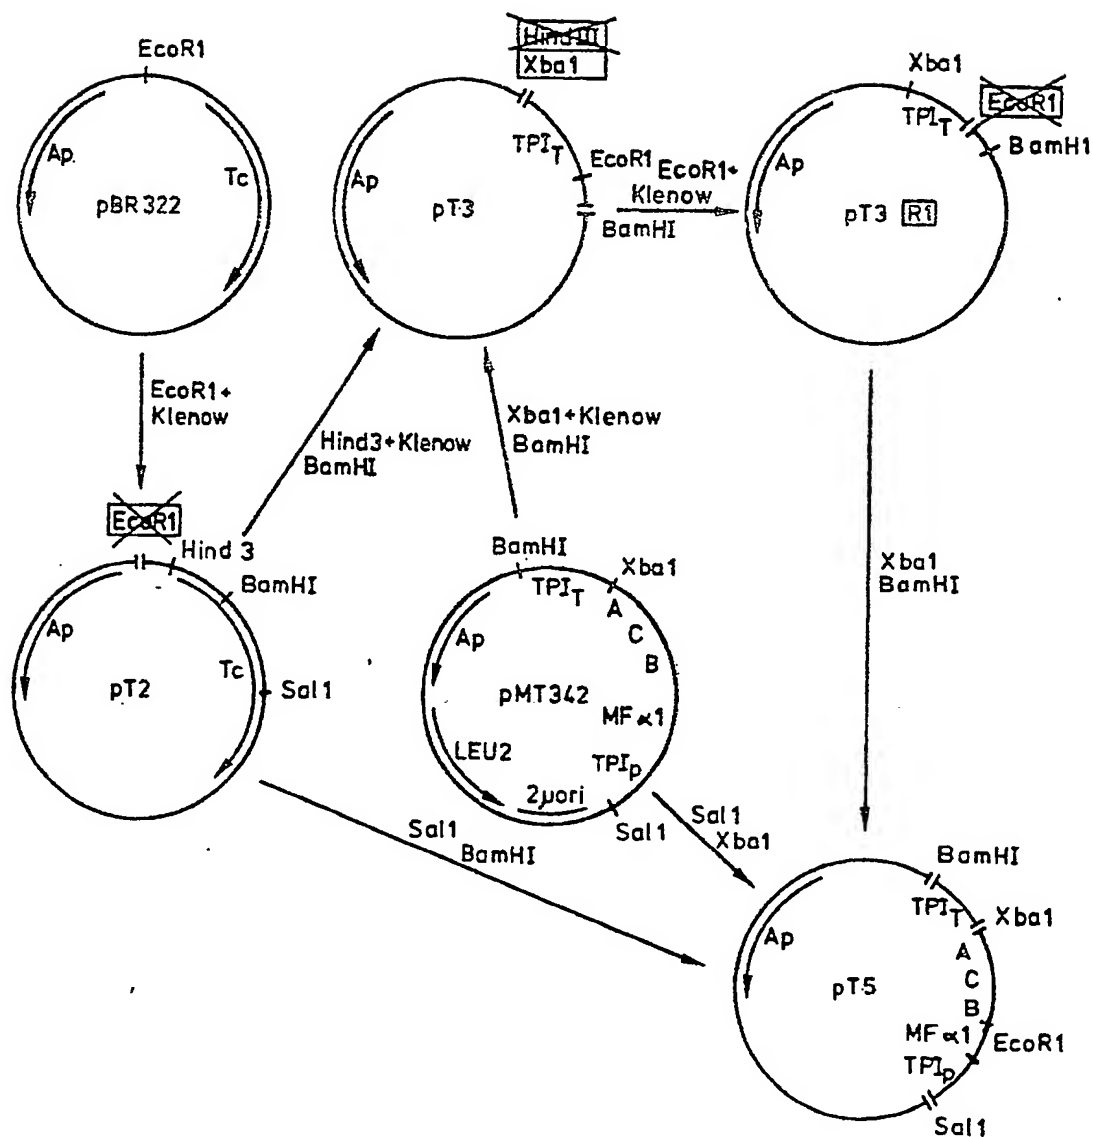 EcoR1
Ap.
Tc
pBR322
EcoR1+
Klenow
HindIII
Xba1
TPIT
EcoR1
Ap
pT3
BamHI
EcoR1+
Klenow
Xba1
EcoR1
TPIT
BamH1
Ap
pT3 R1
Hind3+Klenow
BamHI
Xba1+Klenow
BamHI
Xba1
BamHI
EcoR1
Hind 3
BamHI
Ap
Tc
pT2
Sal1
BamHI
Xba1
TPIT
A
C
B
Ap
pMT342
MFα1
LEU2
TPIp
2μori
Sal1
Sal1
BamHI
Sal1
Xba1
BamHI
TPIT
Xba1
Ap
A
C
B
pT5
MFα1
EcoR1
TPIp
Sal1